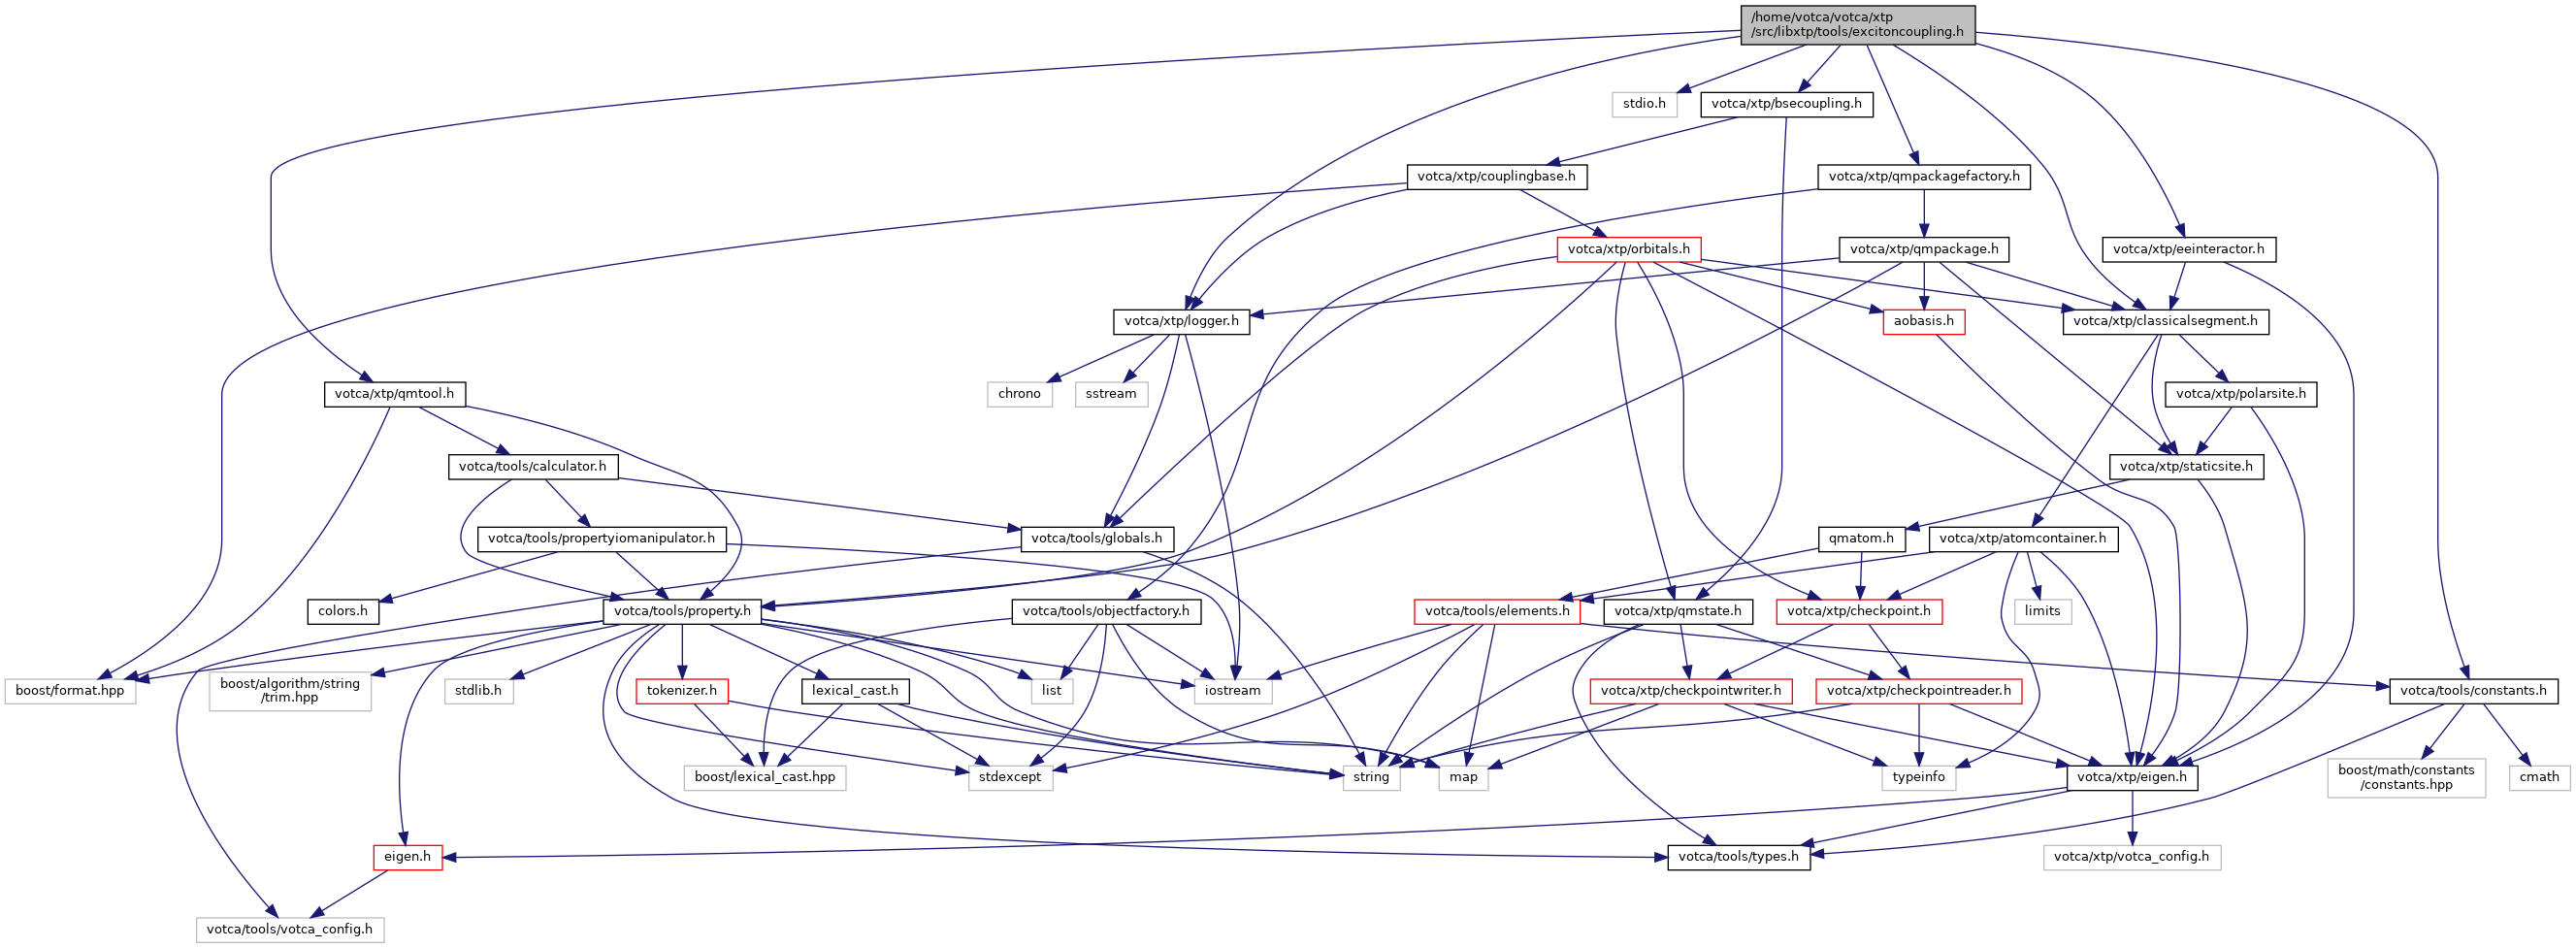 /home/votca/votca/xtp
/src/libxtp/tools/excitoncoupling.h
stdio.h
votca/xtp/bsecoupling.h
votca/xtp/couplingbase.h
votca/xtp/qmpackagefactory.h
votca/xtp/orbitals.h
votca/xtp/qmpackage.h
votca/xtp/eeinteractor.h
votca/xtp/logger.h
aobasis.h
votca/xtp/classicalsegment.h
votca/xtp/qmtool.h
chrono
sstream
votca/xtp/polarsite.h
votca/tools/calculator.h
votca/xtp/staticsite.h
votca/tools/propertyiomanipulator.h
votca/tools/globals.h
qmatom.h
votca/xtp/atomcontainer.h
colors.h
votca/tools/property.h
votca/tools/objectfactory.h
votca/tools/elements.h
votca/xtp/qmstate.h
votca/xtp/checkpoint.h
limits
boost/format.hpp
boost/algorithm/string
/trim.hpp
stdlib.h
tokenizer.h
lexical_cast.h
list
iostream
votca/xtp/checkpointwriter.h
votca/xtp/checkpointreader.h
votca/tools/constants.h
boost/lexical_cast.hpp
stdexcept
string
map
typeinfo
votca/xtp/eigen.h
boost/math/constants
/constants.hpp
cmath
eigen.h
votca/tools/types.h
votca/xtp/votca_config.h
votca/tools/votca_config.h